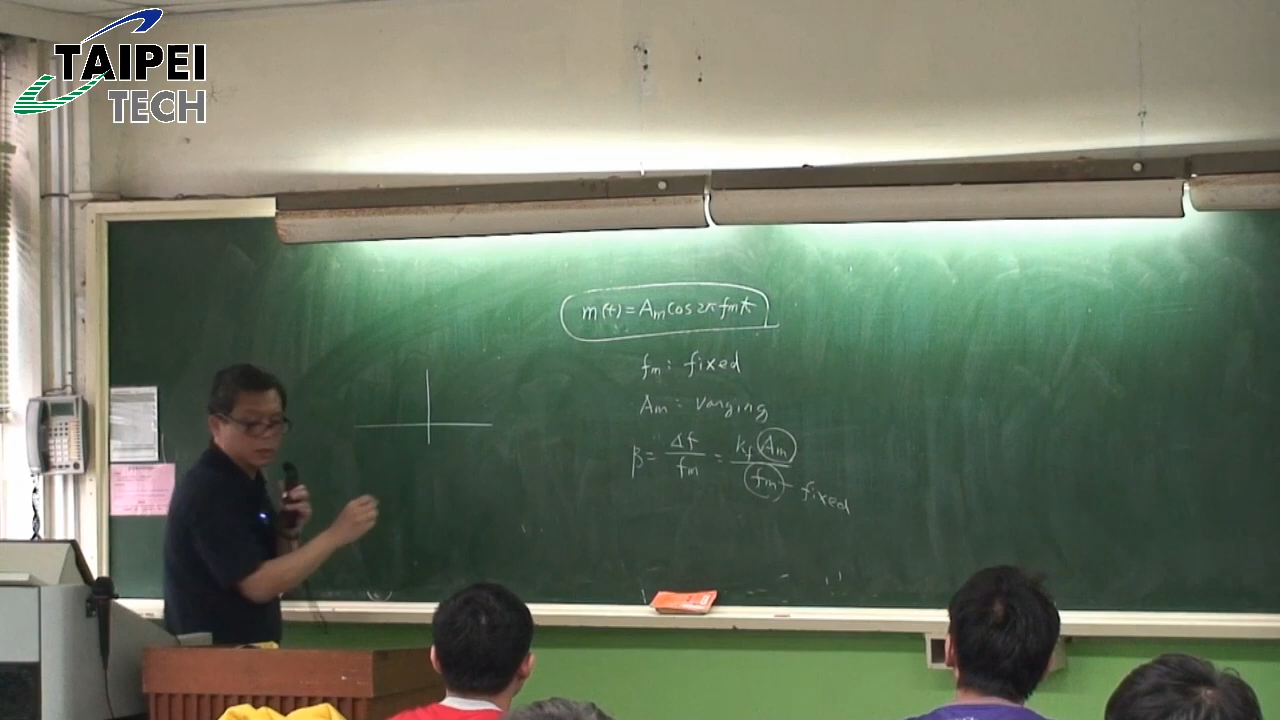 TAIPEI
TECH
m(t) = Am cos 2π fm t
fm : fixed
Am : varying
β = Δf / fm = kf Am / fm - fixed